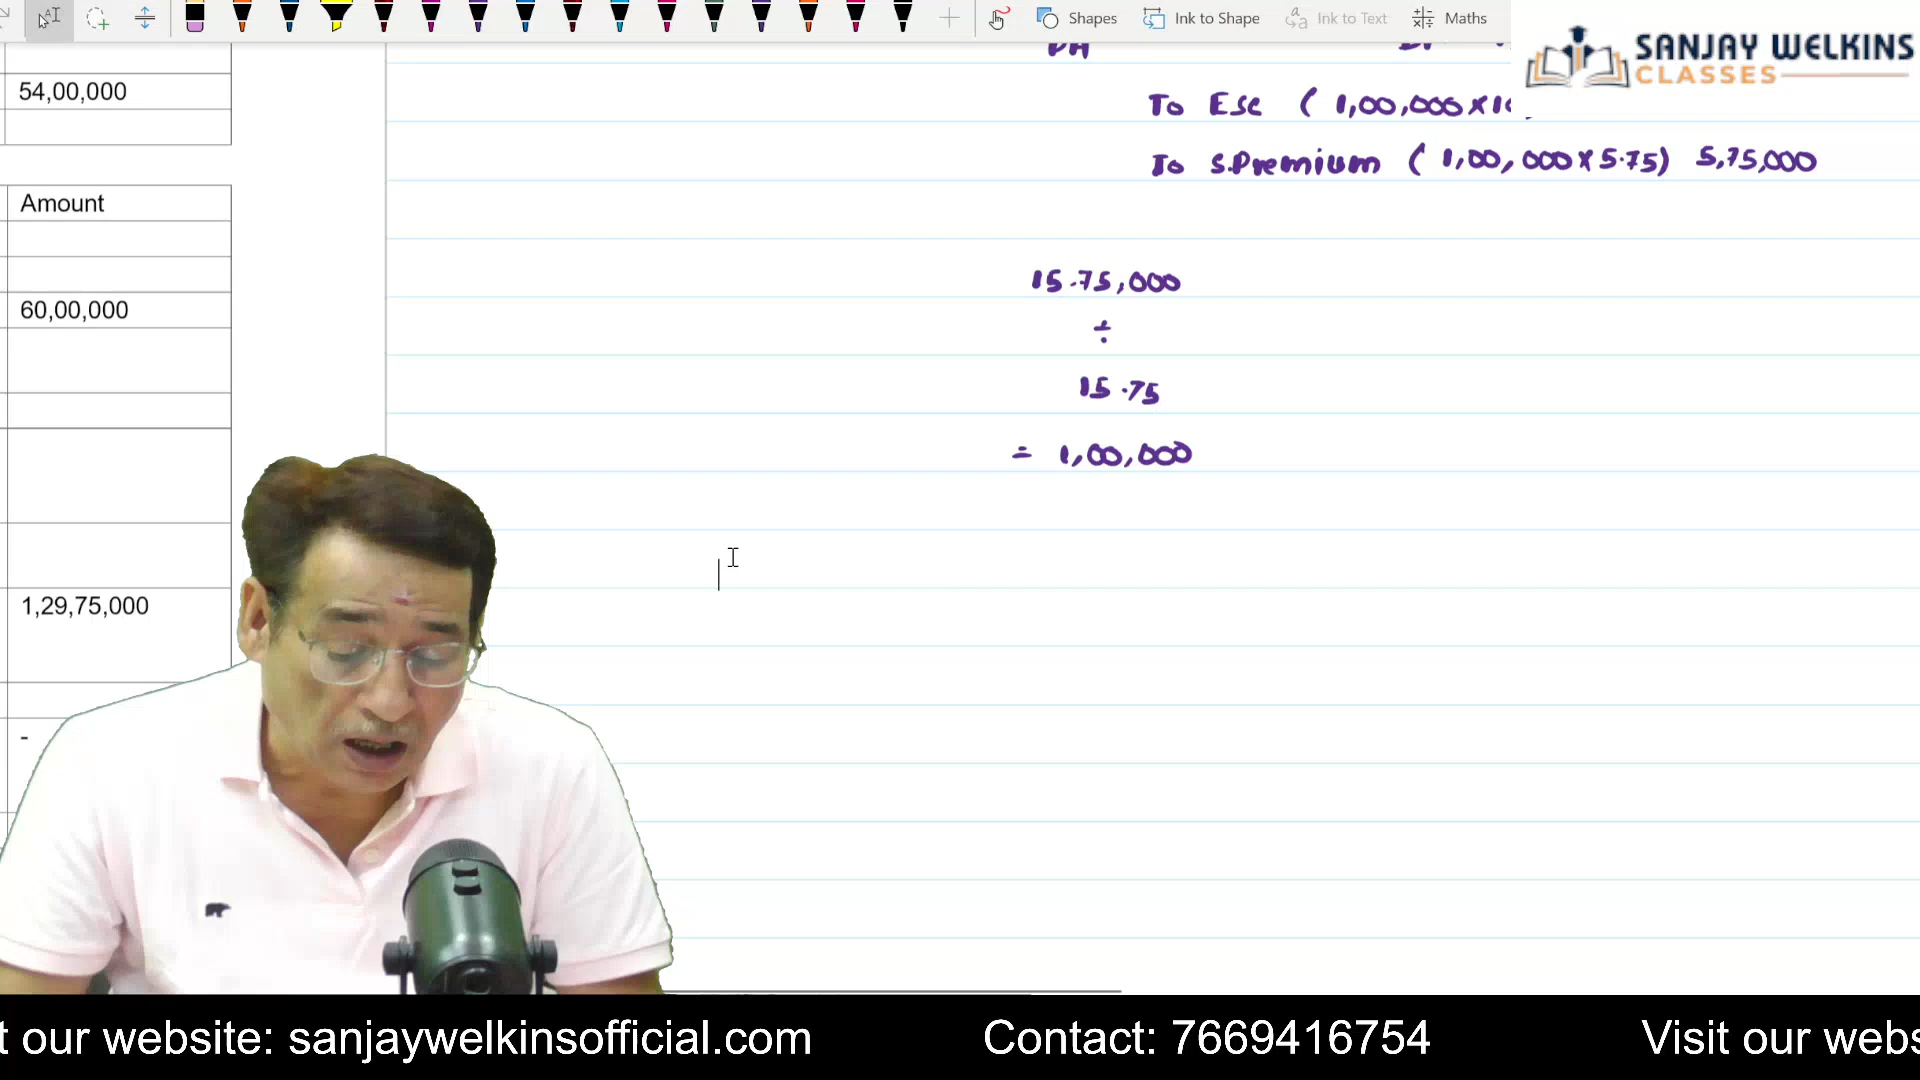 Shapes Ink to Shape Ink to Text Maths
SANJAY WELKINS
CLASSES
54,00,000
To Esc ( 1,00,000×10
To S.Premium ( 1,00,000×5.75) 5,75,000
Amount
60,00,000
15.75,000
÷
15.75
= 1,00,000
1,29,75,000
-
t our website: sanjaywelkinsofficial.com Contact: 7669416754 Visit our webs